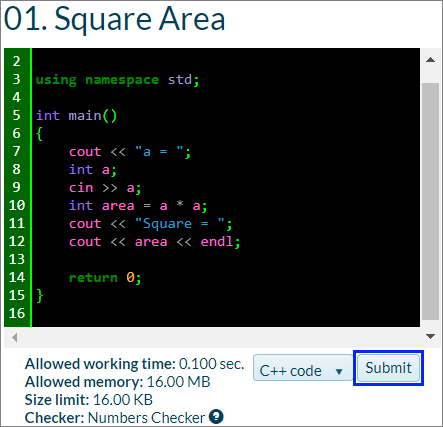 01. Square Area
2
3 using namespace std;
4
5 int main()
6 {
7     cout << "a = ";
8     int a;
9     cin >> a;
10     int area = a * a;
11     cout << "Square = ";
12     cout << area << endl;
13
14     return 0;
15 }
16
Allowed working time: 0.100 sec.
C++ code Submit
Allowed memory: 16.00 MB
Size limit: 16.00 KB
Checker: Numbers Checker ?